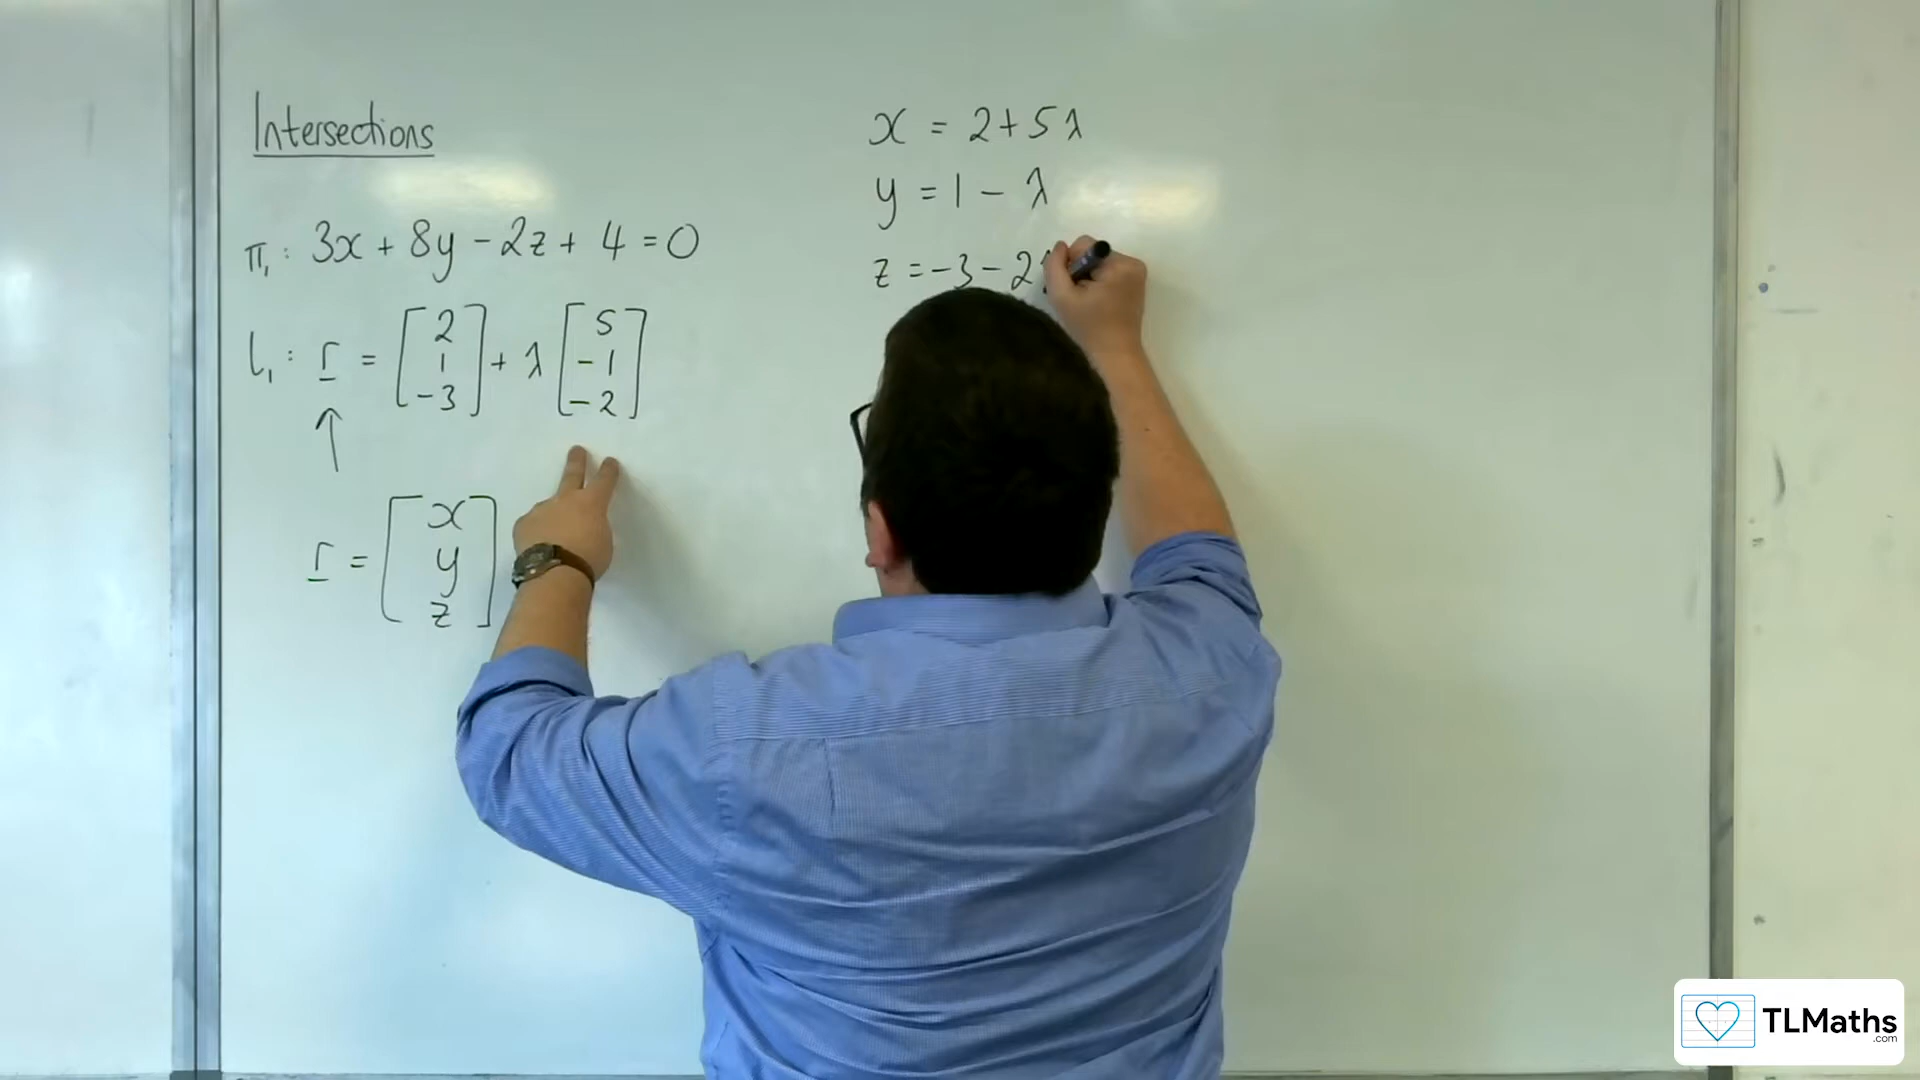 Intersections
π₁ : 3x + 8y - 2z + 4 = 0
l₁ : r = [2 1 -3] + λ [5 -1 -2]
r = [x y z]
x = 2 + 5λ
y = 1 - λ
z = -3 - 2
TLMaths
.com